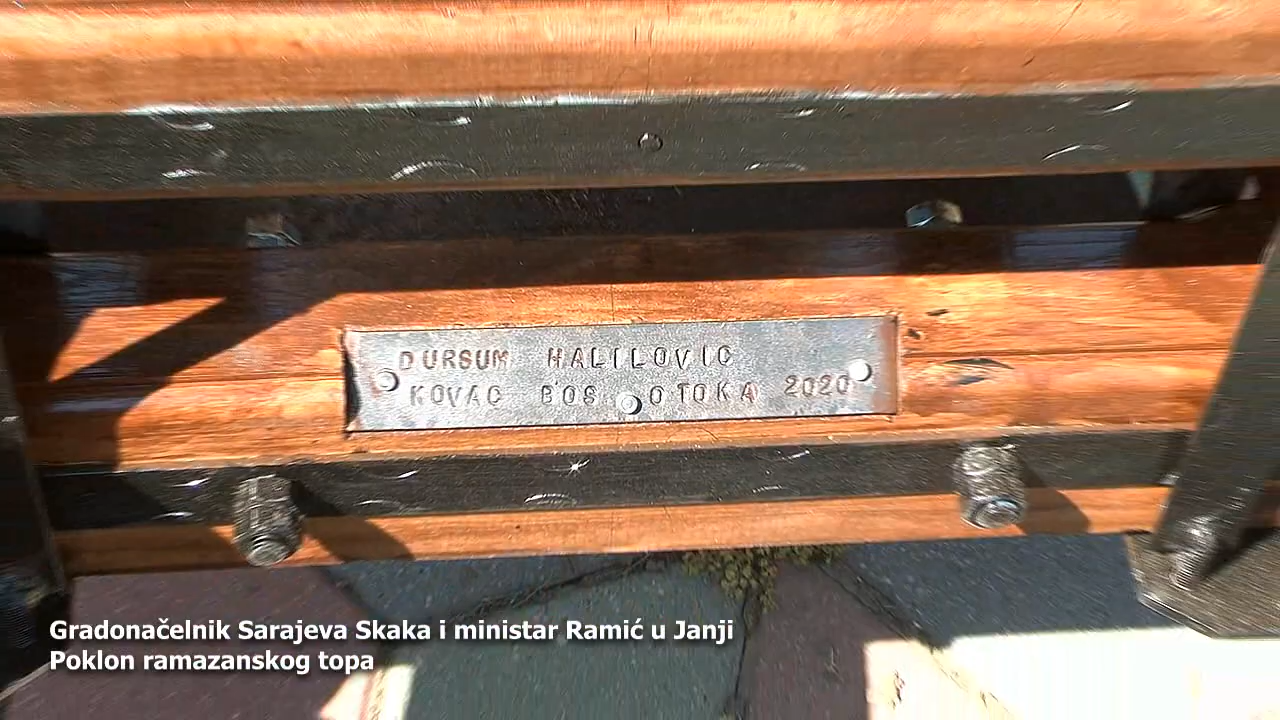 DURSUM HALILOVIC
KOVAC BOS OTOKA 2020
Gradonačelnik Sarajeva Skaka i ministar Ramić u Janji
Poklon ramazanskog topa